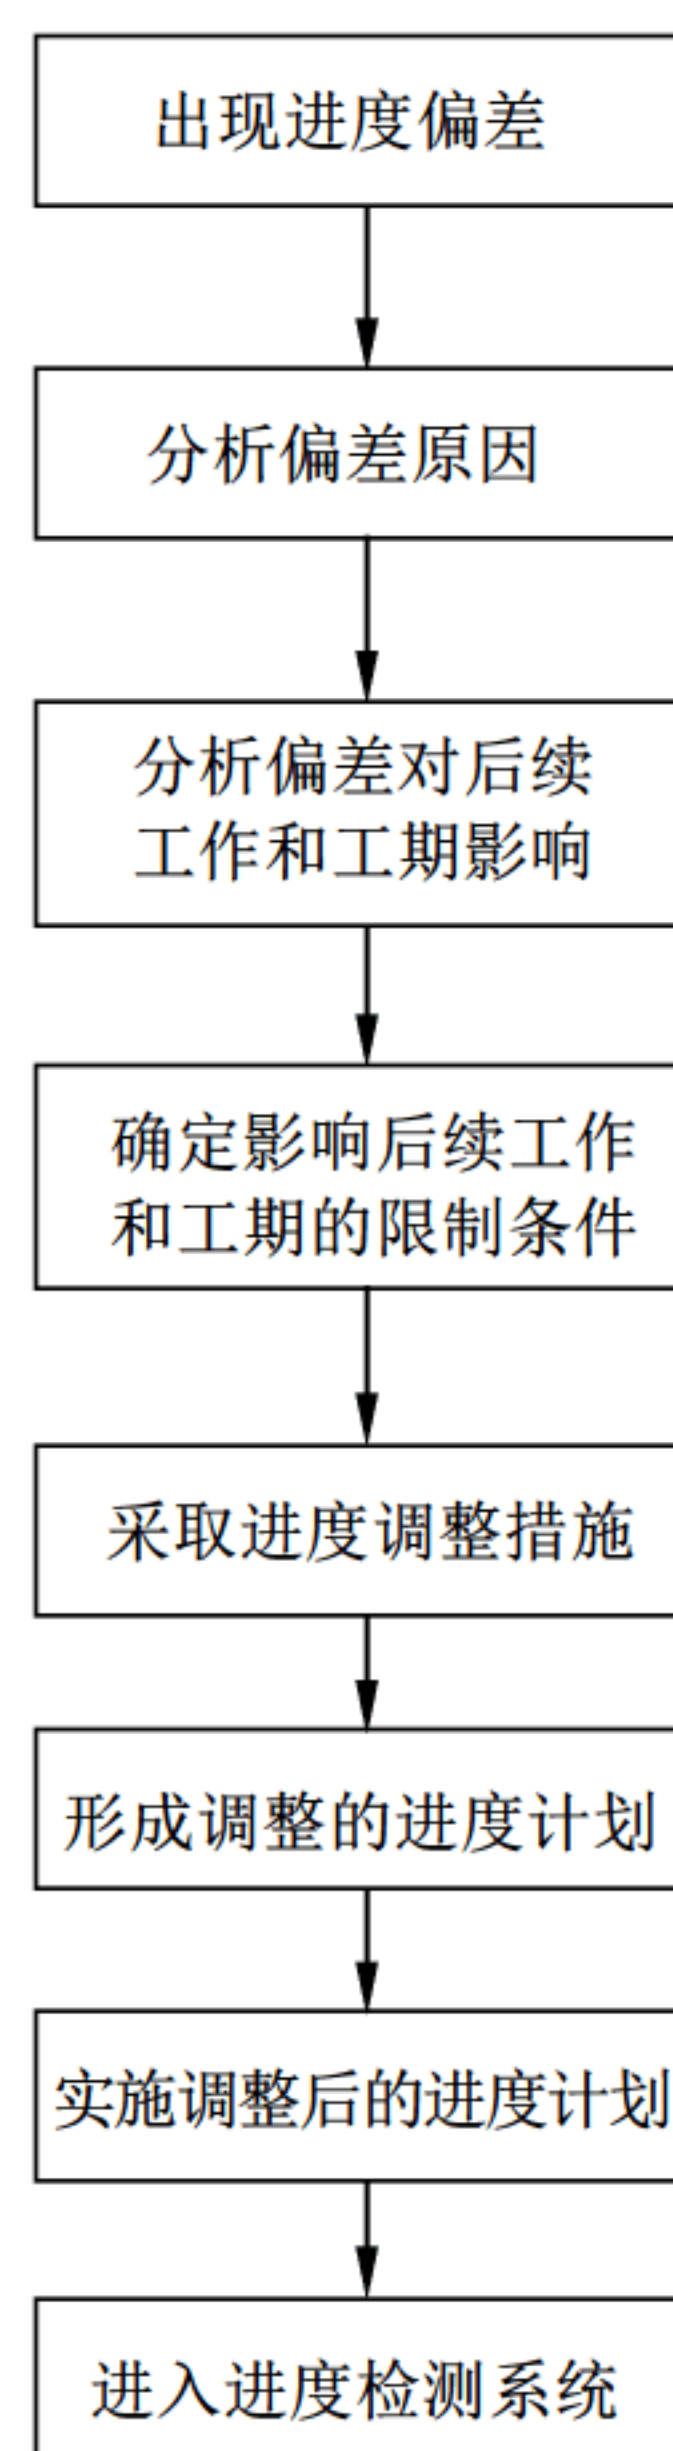 出现进度偏差
分析偏差原因
分析偏差对后续
工作和工期影响
确定影响后续工作
和工期的限制条件
采取进度调整措施
形成调整的进度计划
实施调整后的进度计划
进入进度检测系统